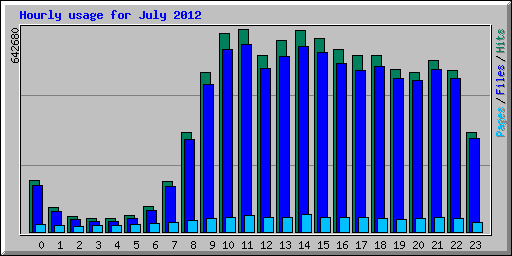 Hourly usage for July 2012
642680
Pages / Files / Hits
0 1 2 3 4 5 6 7 8 9 10 11 12 13 14 15 16 17 18 19 20 21 22 23